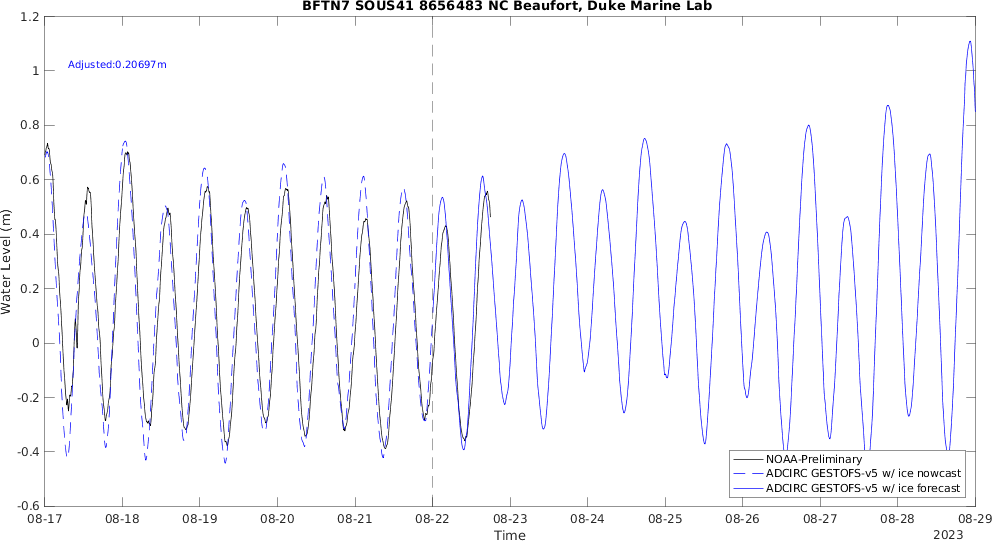 BFTN7 SOUS41 8656483 NC Beaufort, Duke Marine Lab
Adjusted:0.20697m
1.2
1
0.8
0.6
0.4
0.2
0
-0.2
-0.4
-0.6
Water Level (m)
NOAA-Preliminary
ADCIRC GESTOFS-v5 w/ ice nowcast
ADCIRC GESTOFS-v5 w/ ice forecast
08-17 08-18 08-19 08-20 08-21 08-22 08-23 08-24 08-25 08-26 08-27 08-28 08-29
Time
2023